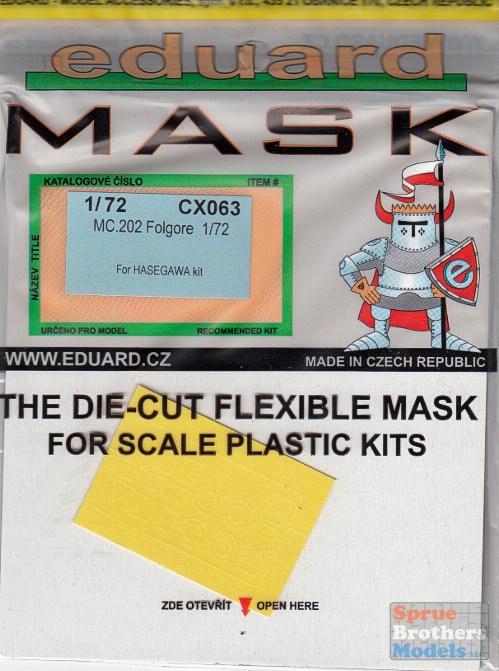 eduard
MASK
KATALOGOVÉ ČÍSLO ITEM #
1/72 CX063
MC.202 Folgore 1/72
For HASEGAWA kit
NÁZEV TITLE
URČENO PRO MODEL RECOMMENDED KIT
e
WWW.EDUARD.CZ MADE IN CZECH REPUBLIC
THE DIE-CUT FLEXIBLE MASK
FOR SCALE PLASTIC KITS
ZDE OTEVŘÍT OPEN HERE
Sprue
Brothers
Models